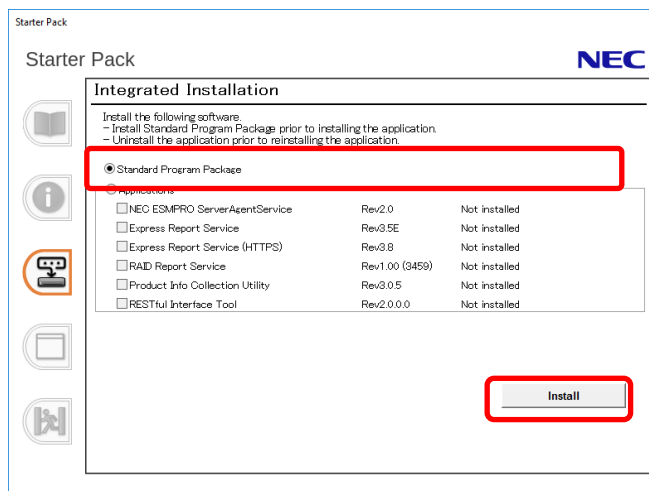 Starter Pack
Starter Pack NEC
Integrated Installation
Install the following software.
- Install Standard Program Package prior to installing the application.
- Uninstall the application prior to reinstalling the application.
Standard Program Package
Applications
NEC ESMPRO ServerAgentService Rev2.0 Not installed
Express Report Service Rev3.5E Not installed
Express Report Service (HTTPS) Rev3.8 Not installed
RAID Report Service Rev1.00 (3459) Not installed
Product Info Collection Utility Rev3.0.5 Not installed
RESTful Interface Tool Rev2.0.0.0 Not installed
Install